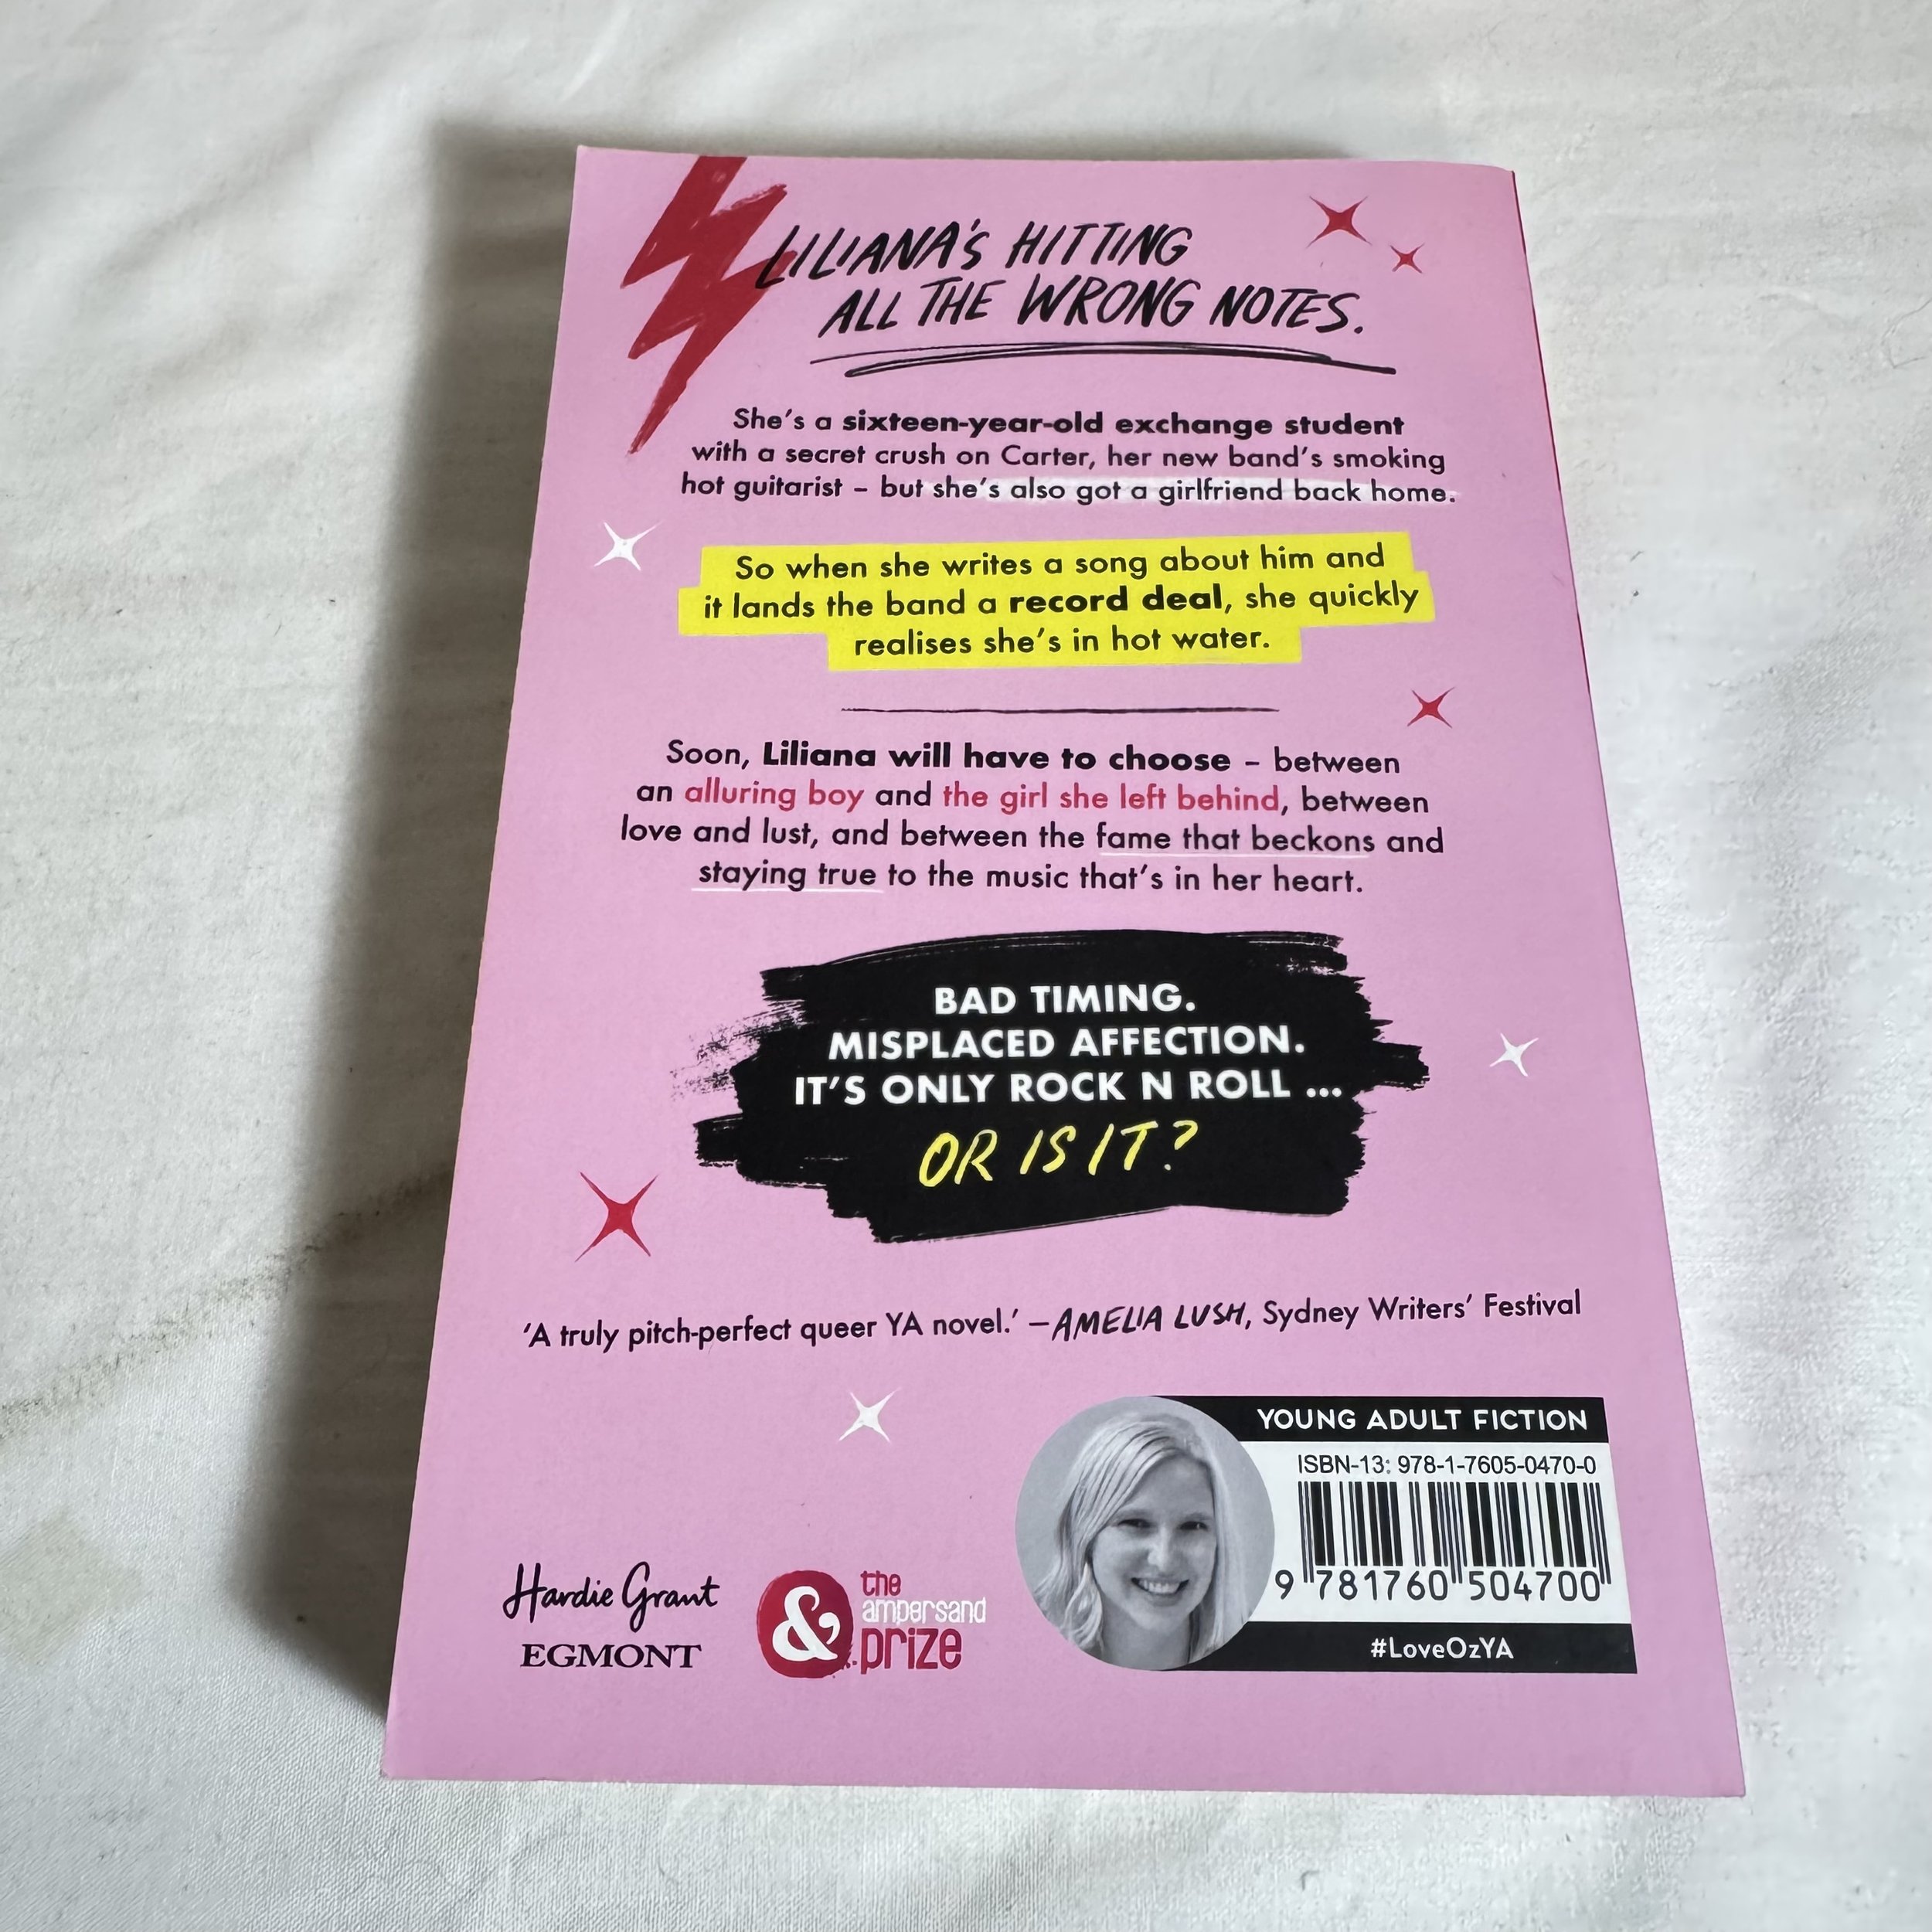 LILIANA'S HITTING
ALL THE WRONG NOTES.
She's a sixteen-year-old exchange student
with a secret crush on Carter, her new band's smoking
hot guitarist – but she's also got a girlfriend back home.
So when she writes a song about him and
it lands the band a record deal, she quickly
realises she's in hot water.
Soon, Liliana will have to choose – between
an alluring boy and the girl she left behind, between
love and lust, and between the fame that beckons and
staying true to the music that's in her heart.
BAD TIMING.
MISPLACED AFFECTION.
IT'S ONLY ROCK N ROLL ...
OR IS IT?
'A truly pitch-perfect queer YA novel.' – AMELIA LUSH, Sydney Writers' Festival
Hardie Grant
EGMONT
&
the
ampersand
prize
YOUNG ADULT FICTION
ISBN-13: 978-1-7605-0470-0
9 781760 504700
#LoveOzYA